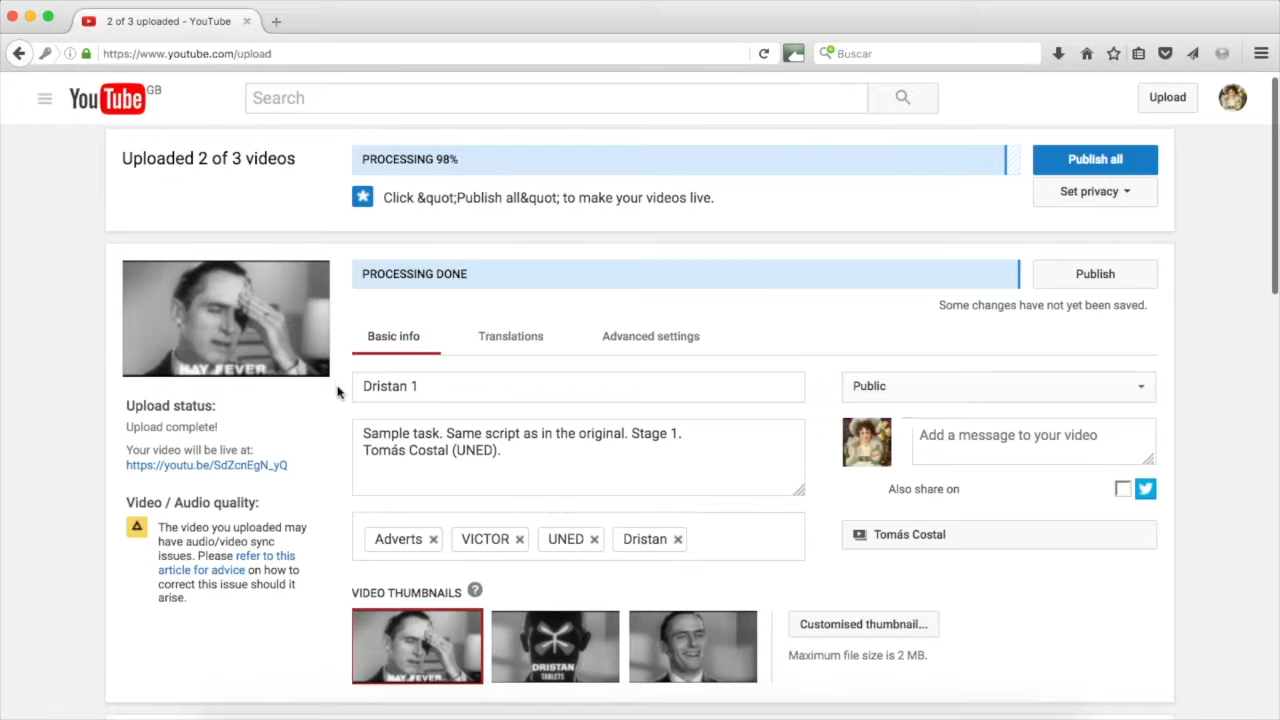 2 of 3 uploaded - YouTube
https://www.youtube.com/upload
Buscar
YouTube GB
Search
Upload
Uploaded 2 of 3 videos
PROCESSING 98%
Publish all
Click &quot;Publish all&quot; to make your videos live.
Set privacy
PROCESSING DONE
Publish
Some changes have not yet been saved.
HAY FEVER
Basic info
Translations
Advanced settings
Upload status:
Upload complete!
Your video will be live at:
https://youtu.be/SdZcnEgN_yQ
Video / Audio quality:
The video you uploaded may
have audio/video sync
issues. Please refer to this
article for advice on how to
correct this issue should it
arise.
Dristan 1
Sample task. Same script as in the original. Stage 1.
Tomás Costal (UNED).
Adverts
VICTOR
UNED
Dristan
VIDEO THUMBNAILS
HAY FEVER
DRISTAN
TABLETS
Public
Add a message to your video
Also share on
Tomás Costal
Customised thumbnail...
Maximum file size is 2 MB.